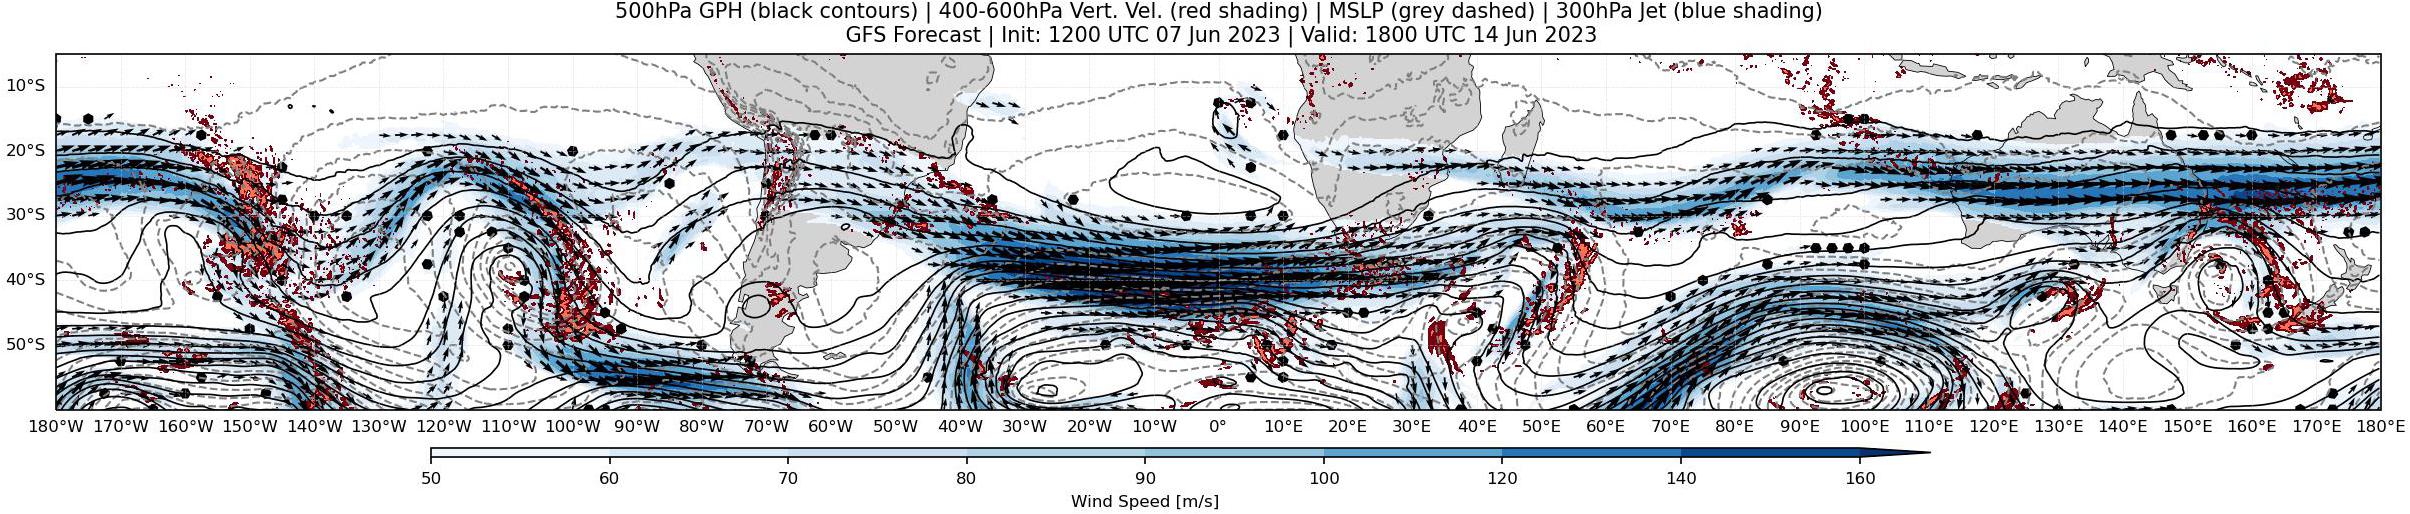 500hPa GPH (black contours) | 400-600hPa Vert. Vel. (red shading) | MSLP (grey dashed) | 300hPa Jet (blue shading)
GFS Forecast | Init: 1200 UTC 07 Jun 2023 | Valid: 1800 UTC 14 Jun 2023
10°S
20°S
30°S
40°S
50°S
180°W 170°W 160°W 150°W 140°W 130°W 120°W 110°W 100°W 90°W 80°W 70°W 60°W 50°W 40°W 30°W 20°W 10°W 0° 10°E 20°E 30°E 40°E 50°E 60°E 70°E 80°E 90°E 100°E 110°E 120°E 130°E 140°E 150°E 160°E 170°E 180°E
50 60 70 80 90 100 120 140 160
Wind Speed [m/s]